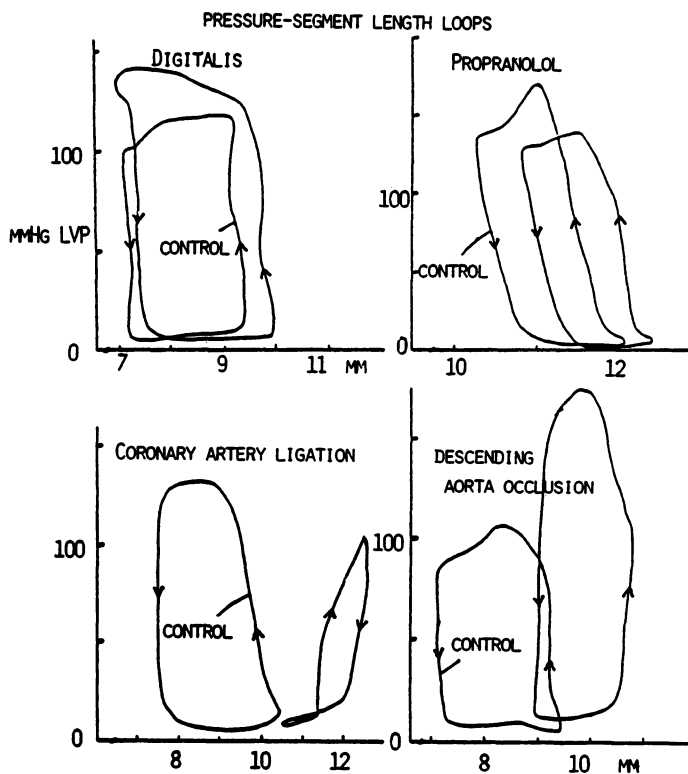 PRESSURE-SEGMENT LENGTH LOOPS
DIGITALIS
100
MMHG LVP
CONTROL
0
7 9 11 MM
PROPRANOLOL
100
CONTROL
0
10 12
CORONARY ARTERY LIGATION
100
CONTROL
0
8 10 12
DESCENDING
AORTA OCCLUSION
100
CONTROL
0
8 10 MM